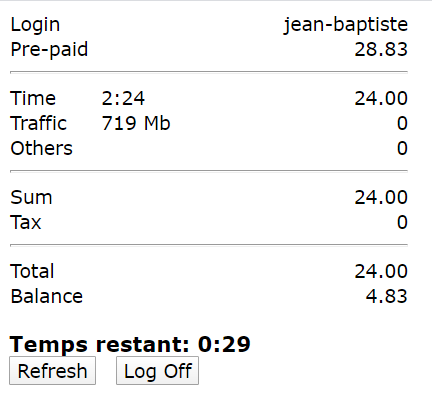 Login jean-baptiste
Pre-paid 28.83
Time 2:24 24.00
Traffic 719 Mb 0
Others 0
Sum 24.00
Tax 0
Total 24.00
Balance 4.83
Temps restant: 0:29
Refresh Log Off